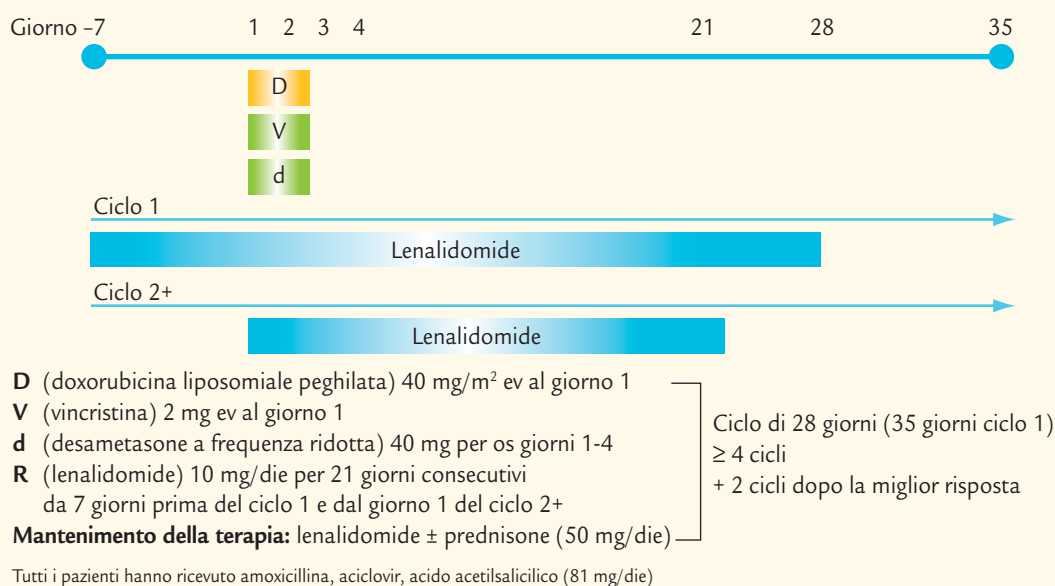 Giorno –7 1 2 3 4 21 28 35
D
V
d
Ciclo 1
Lenalidomide
Ciclo 2+
Lenalidomide
D (doxorubicina liposomiale peghilata) 40 mg/m² ev al giorno 1
V (vincristina) 2 mg ev al giorno 1
d (desametasone a frequenza ridotta) 40 mg per os giorni 1-4
R (lenalidomide) 10 mg/die per 21 giorni consecutivi
da 7 giorni prima del ciclo 1 e dal giorno 1 del ciclo 2+
Mantenimento della terapia: lenalidomide ± prednisone (50 mg/die)
Ciclo di 28 giorni (35 giorni ciclo 1)
≥ 4 cicli
+ 2 cicli dopo la miglior risposta
Tutti i pazienti hanno ricevuto amoxicillina, aciclovir, acido acetilsalicilico (81 mg/die)